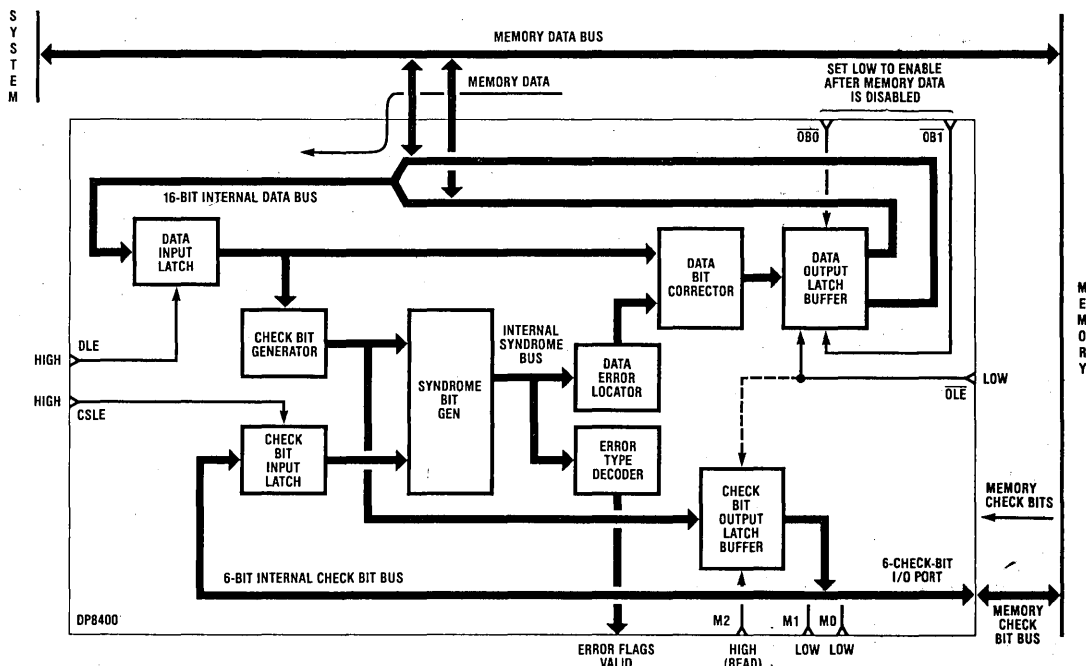 SYSTEM
MEMORY DATA BUS
SET LOW TO ENABLE
AFTER MEMORY DATA
IS DISABLED
MEMORY DATA
OB0
OB1
16-BIT INTERNAL DATA BUS
DATA
INPUT
LATCH
DATA
BIT
CORRECTOR
DATA
OUTPUT
LATCH
BUFFER
MEMORY
HIGH
DLE
CHECK BIT
GENERATOR
SYNDROME
BIT
GEN
INTERNAL
SYNDROME
BUS
DATA
ERROR
LOCATOR
LOW
OLE
HIGH
CSLE
CHECK
BIT
INPUT
LATCH
ERROR
TYPE
DECODER
CHECK
BIT
OUTPUT
LATCH
BUFFER
MEMORY
CHECK BITS
6-BIT INTERNAL CHECK BIT BUS
6-CHECK-BIT
I/O PORT
DP8400
M2
M1
M0
MEMORY
CHECK
BIT BUS
ERROR FLAGS
VALID
HIGH
(READ)
LOW
LOW